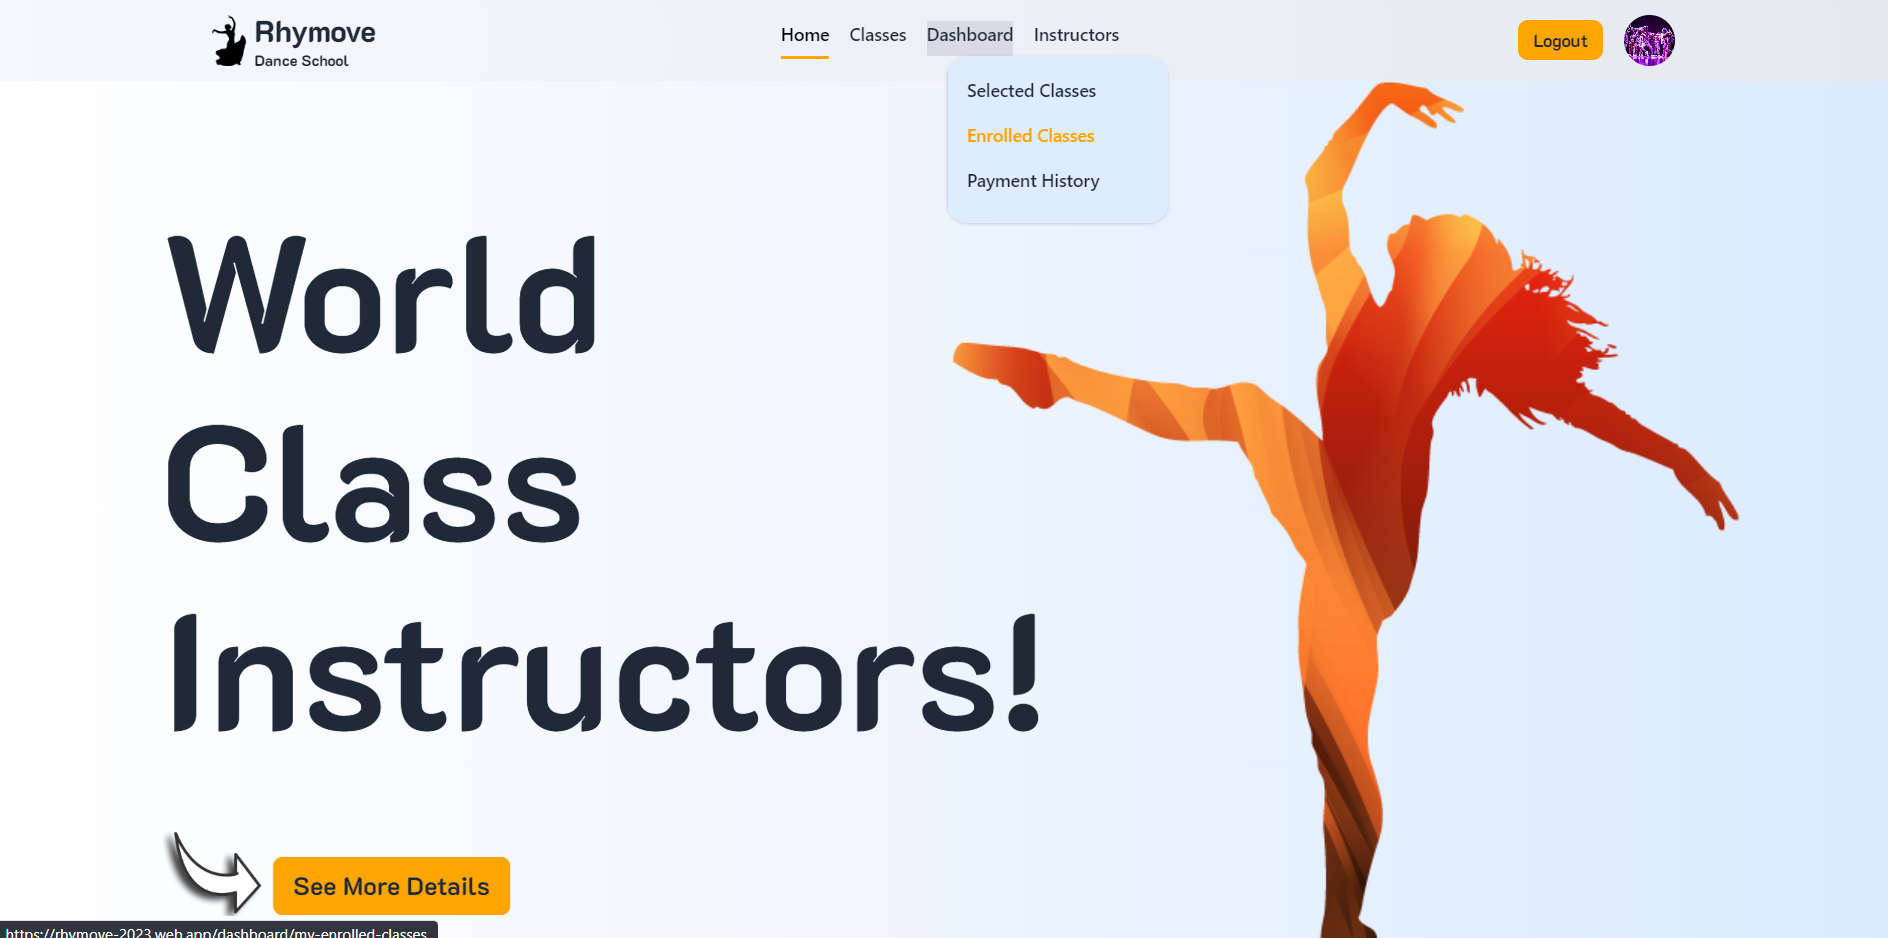 Rhymove
Dance School
Home Classes Dashboard Instructors
Logout
Selected Classes
Enrolled Classes
Payment History
World
Class
Instructors!
See More Details
https://rhymove-2023.web.app/dashboard/my-enrolled-classes